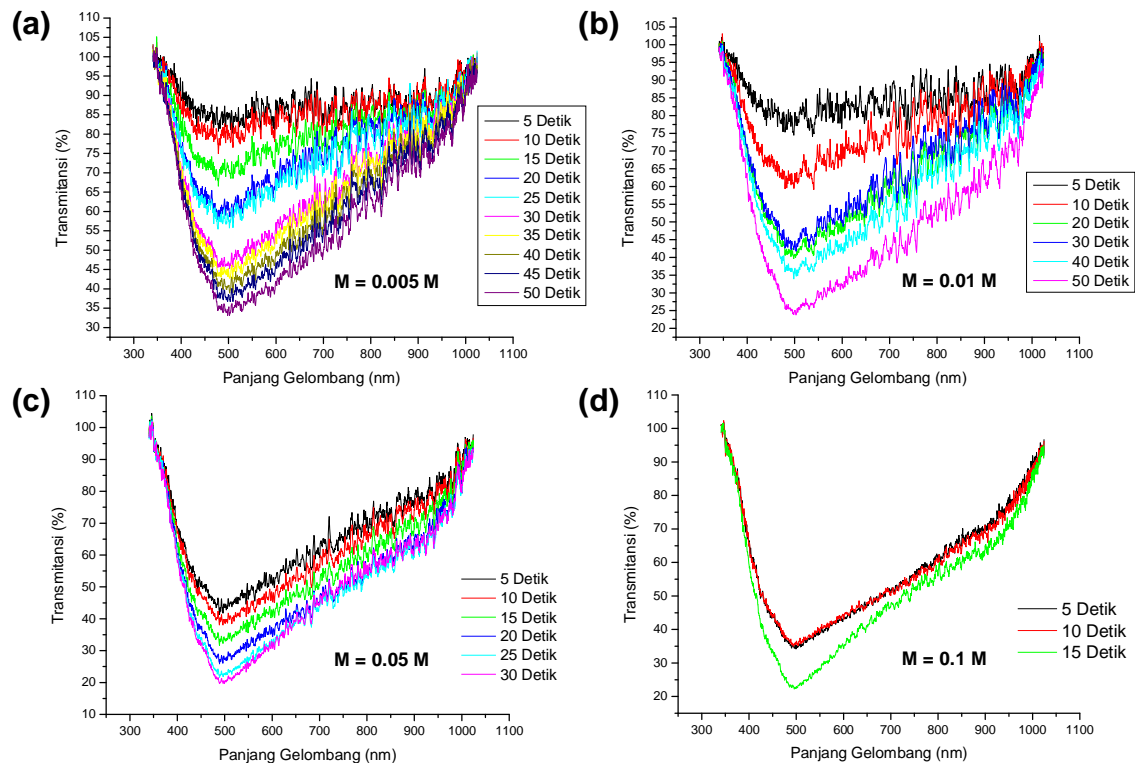 (a)
110
105
100
95
90
85
80
75
70
65
60
55
50
45
40
35
30
Transmitansi (%)
300 400 500 600 700 800 900 1000 1100
Panjang Gelombang (nm)
M = 0.005 M
5 Detik
10 Detik
15 Detik
20 Detik
25 Detik
30 Detik
35 Detik
40 Detik
45 Detik
50 Detik
(b)
105
100
95
90
85
80
75
70
65
60
55
50
45
40
35
30
25
20
Transmitansi (%)
300 400 500 600 700 800 900 1000 1100
Panjang Gelombang (nm)
M = 0.01 M
5 Detik
10 Detik
20 Detik
30 Detik
40 Detik
50 Detik
(c)
110
100
90
80
70
60
50
40
30
20
10
Transmitansi (%)
300 400 500 600 700 800 900 1000 1100
Panjang Gelombang (nm)
M = 0.05 M
5 Detik
10 Detik
15 Detik
20 Detik
25 Detik
30 Detik
(d)
110
100
90
80
70
60
50
40
30
20
Transmitansi (%)
300 400 500 600 700 800 900 1000 1100
Panjang Gelombang (nm)
M = 0.1 M
5 Detik
10 Detik
15 Detik